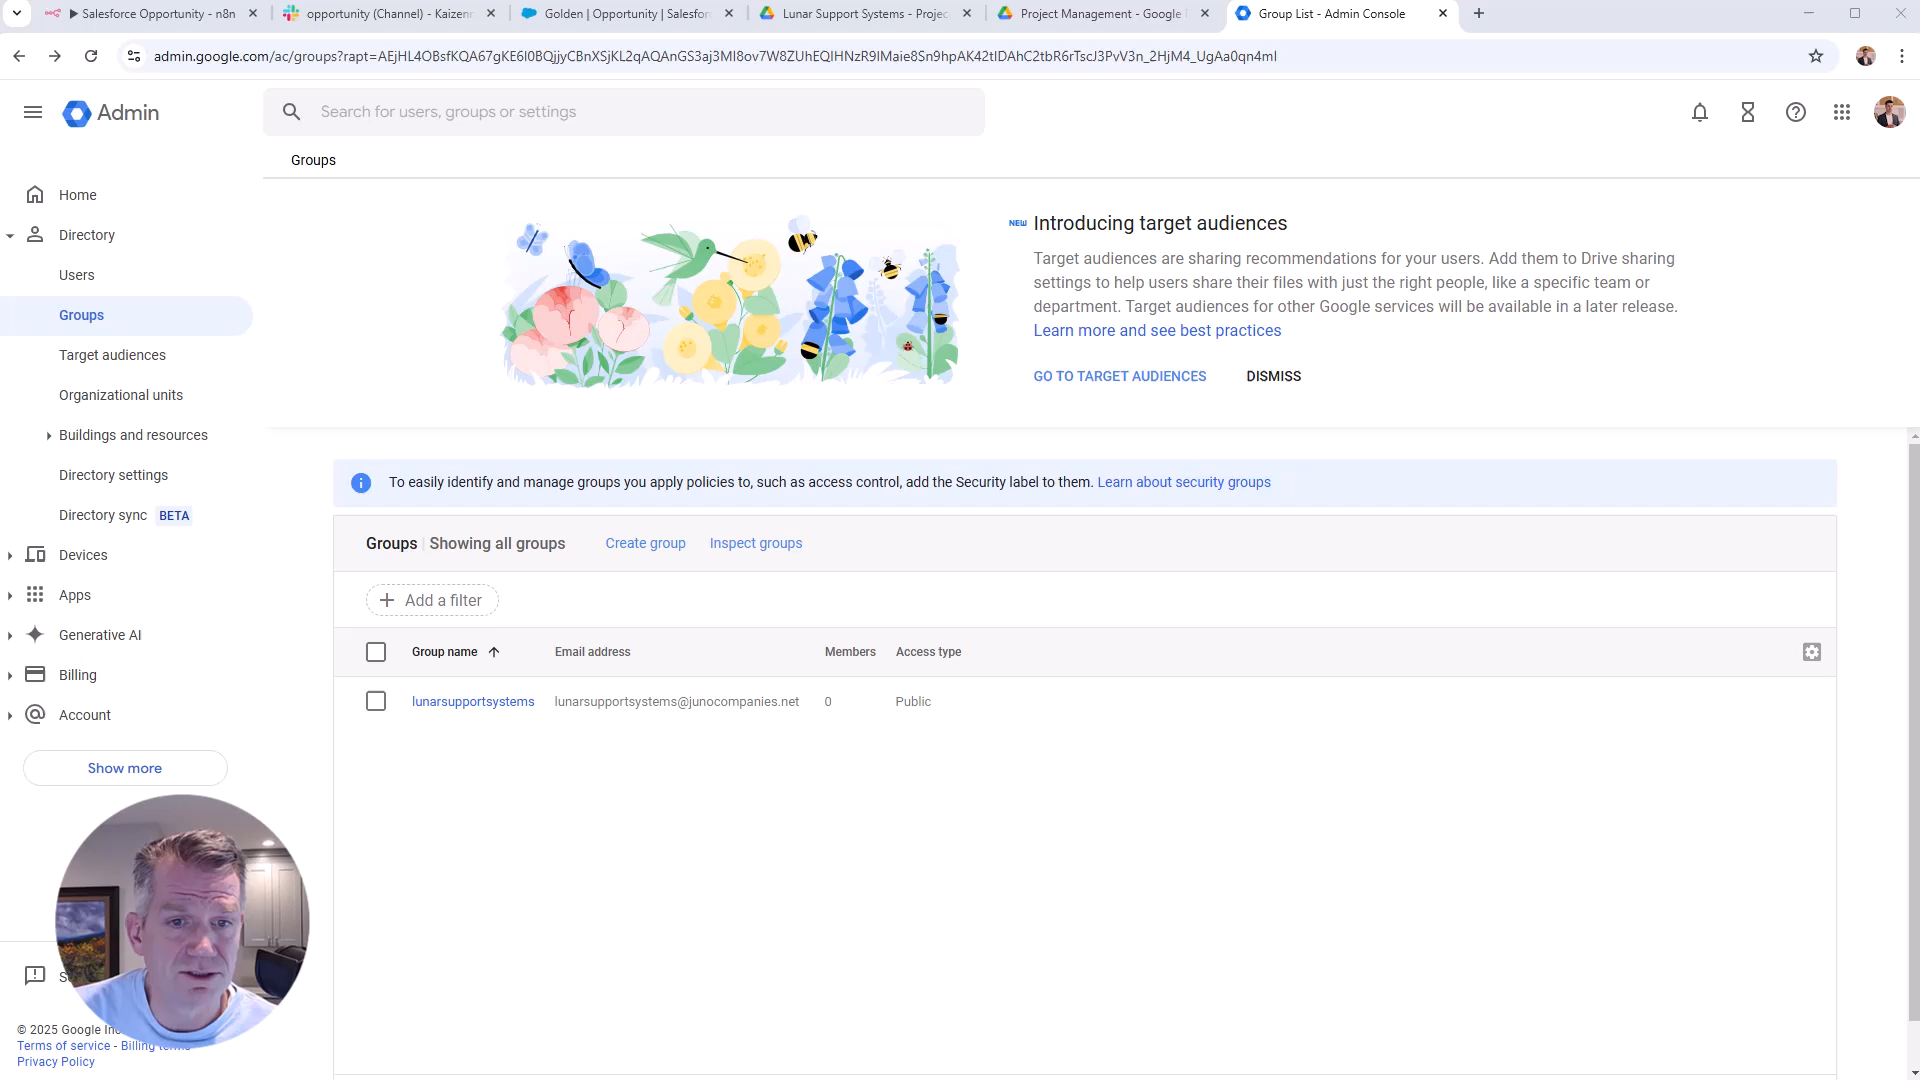 Salesforce Opportunity - n8n
opportunity (Channel) - Kaizenr
Golden | Opportunity | Salesforc
Lunar Support Systems - Projec
Project Management - Google
Group List - Admin Console
admin.google.com/ac/groups?rapt=AEjHL4OBsfKQA67gKE6I0BQjjyCBnXSjKL2qAQAnGS3aj3MI8ov7W8ZUhEQIHNzR9IMaie8Sn9hpAK42tIDAhC2tbR6rTscJ3PvV3n_2HjM4_UgAa0qn4mI
Admin
Search for users, groups or settings
Groups
Home
Directory
Users
Groups
Target audiences
Organizational units
Buildings and resources
Directory settings
Directory sync BETA
Devices
Apps
Generative AI
Billing
Account
Show more
© 2025 Google Inc
Terms of service - Billing terms
Privacy Policy
NEW Introducing target audiences
Target audiences are sharing recommendations for your users. Add them to Drive sharing
settings to help users share their files with just the right people, like a specific team or
department. Target audiences for other Google services will be available in a later release.
Learn more and see best practices
GO TO TARGET AUDIENCES DISMISS
To easily identify and manage groups you apply policies to, such as access control, add the Security label to them. Learn about security groups
Groups | Showing all groups Create group Inspect groups
Add a filter
Group name Email address Members Access type
lunarsupportsystems lunarsupportsystems@junocompanies.net 0 Public